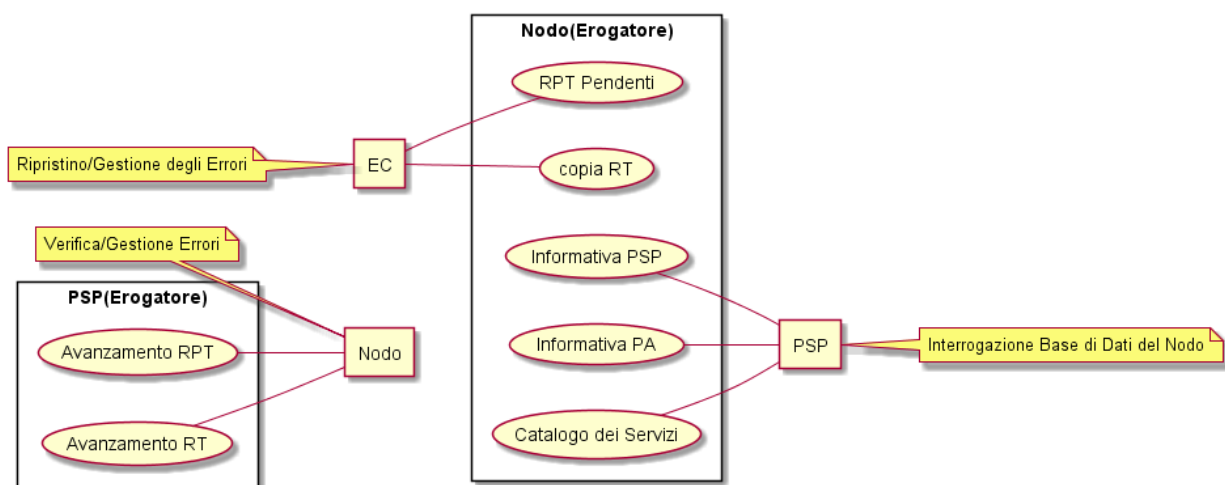 Nodo(Erogatore)
RPT Pendenti
Ripristino/Gestione degli Errori
EC
copia RT
Verifica/Gestione Errori
Informativa PSP
PSP(Erogatore)
Avanzamento RPT
Nodo
Informativa PA
PSP
Interrogazione Base di Dati del Nodo
Avanzamento RT
Catalogo dei Servizi